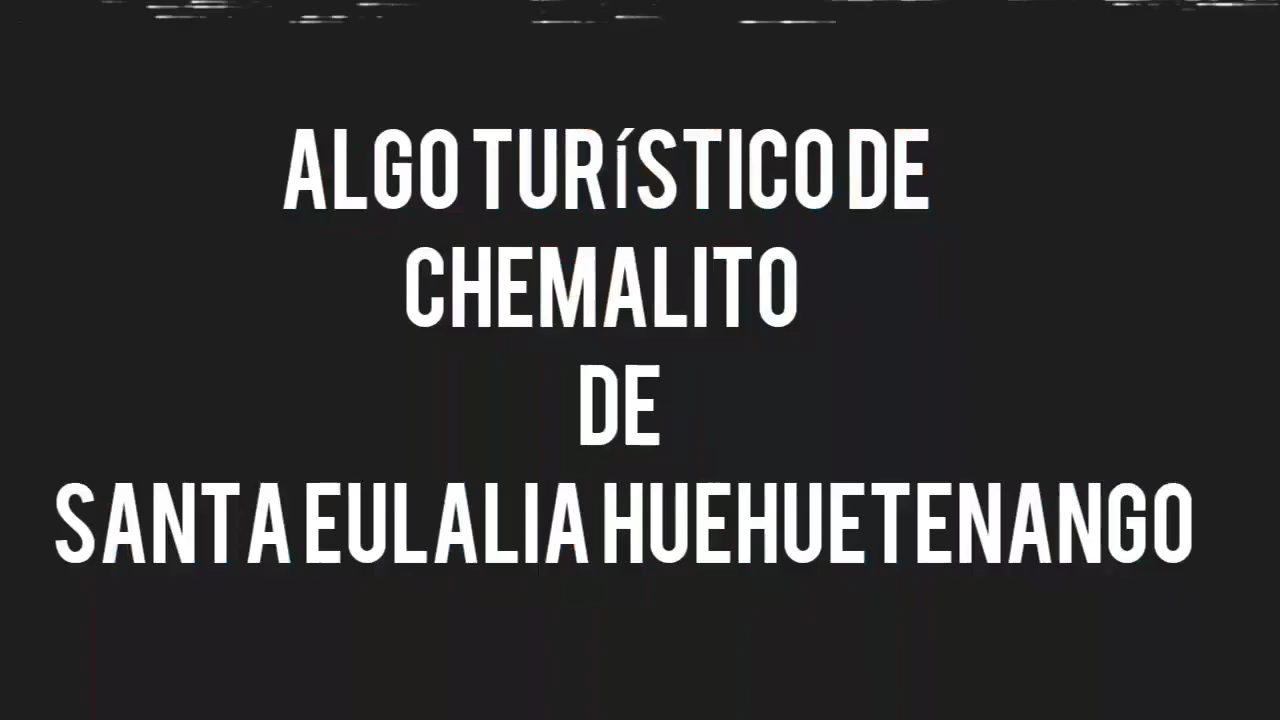 ALGO TURíSTICO DE
CHEMALITO
DE
SANTA EULALIA HUEHUETENANGO